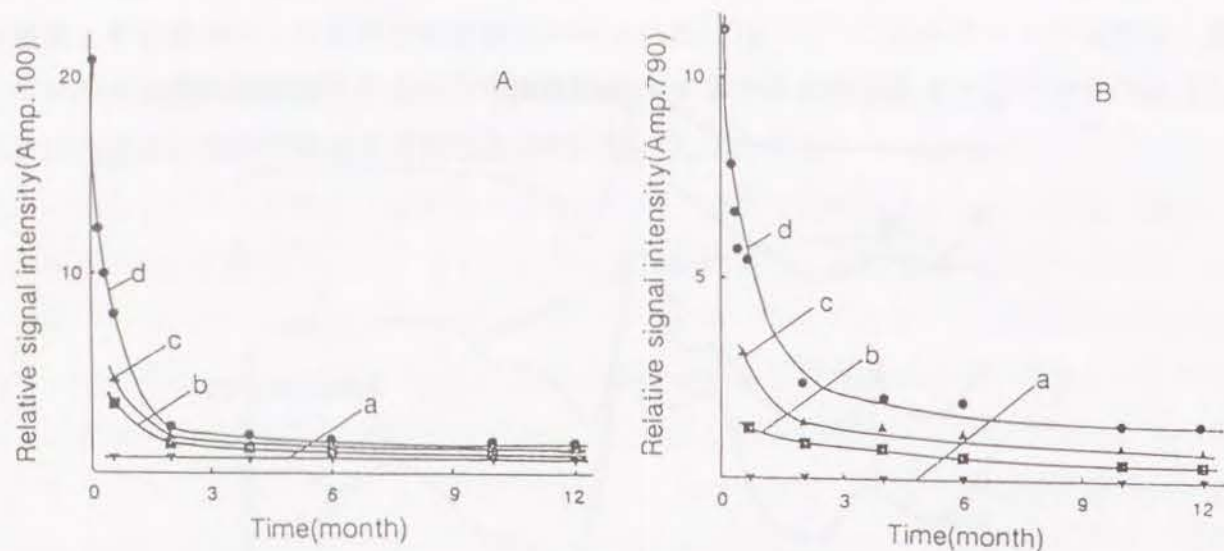 Relative signal intensity(Amp.100)
20
10
A
d
c
b
a
0
3
6
9
12
Time(month)
Relative signal intensity(Amp.790)
10
5
B
d
c
b
a
0
3
6
9
12
Time(month)